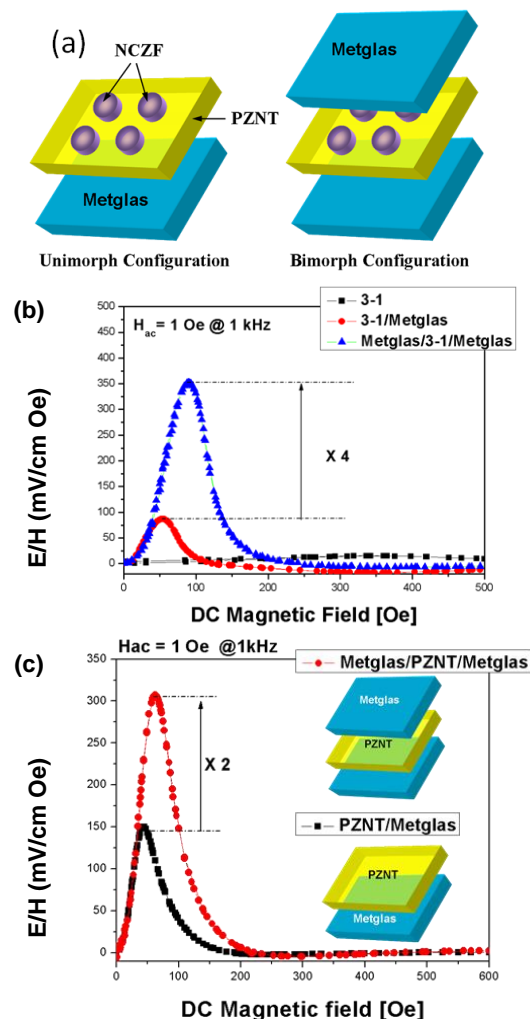 (a)
NCZF
PZNT
Metglas
Unimorph Configuration
Metglas
Bimorph Configuration
(b)
E/H (mV/cm Oe)
500
450
400
350
300
250
200
150
100
50
0
Hac = 1 Oe @ 1 kHz
3-1
3-1/Metglas
Metglas/3-1/Metglas
X 4
0 100 200 300 400 500
DC Magnetic Field [Oe]
(c)
Hac = 1 Oe @1kHz
E/H (mV/cm Oe)
350
300
250
200
150
100
50
0
Metglas/PZNT/Metglas
Metglas
PZNT
X 2
PZNT/Metglas
PZNT
Metglas
0 100 200 300 400 500 600
DC Magnetic field [Oe]